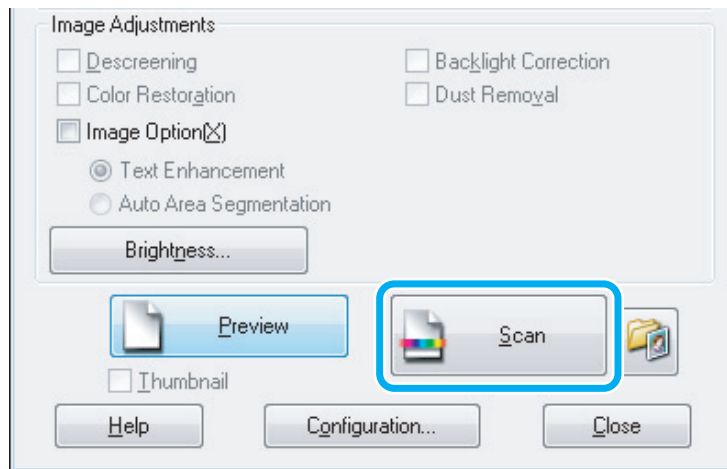 Image Adjustments
Descreening
Backlight Correction
Color Restoration
Dust Removal
Image Option(X)
Text Enhancement
Auto Area Segmentation
Brightness...
Preview
Scan
Thumbnail
Help
Configuration...
Close